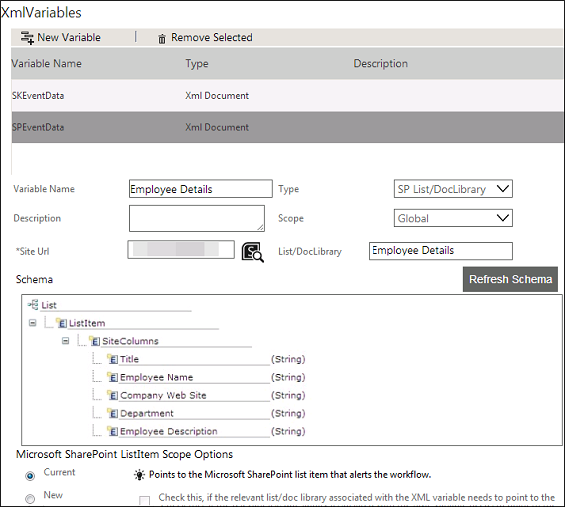 XmlVariables
New Variable | Remove Selected
Variable Name Type Description
SKEventData Xml Document
SPEventData Xml Document
Variable Name Employee Details Type SP List/DocLibrary
Description Scope Global
*Site Url List/DocLibrary Employee Details
Schema Refresh Schema
List
ListItem
SiteColumns
Title (String)
Employee Name (String)
Company Web Site (String)
Department (String)
Employee Description (String)
Microsoft SharePoint ListItem Scope Options
Current Points to the Microsoft SharePoint list item that alerts the workflow.
New Check this, if the relevant list/doc library associated with the XML variable needs to point to the